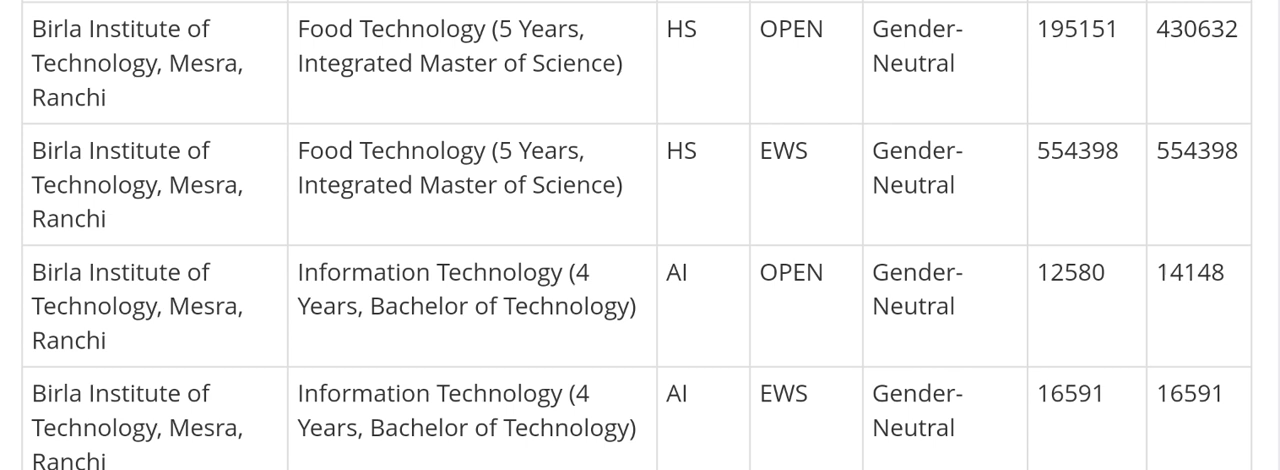 Birla Institute of Technology, Mesra, Ranchi | Food Technology (5 Years, Integrated Master of Science) | HS | OPEN | Gender-Neutral | 195151 | 430632
Birla Institute of Technology, Mesra, Ranchi | Food Technology (5 Years, Integrated Master of Science) | HS | EWS | Gender-Neutral | 554398 | 554398
Birla Institute of Technology, Mesra, Ranchi | Information Technology (4 Years, Bachelor of Technology) | AI | OPEN | Gender-Neutral | 12580 | 14148
Birla Institute of Technology, Mesra, Ranchi | Information Technology (4 Years, Bachelor of Technology) | AI | EWS | Gender-Neutral | 16591 | 16591